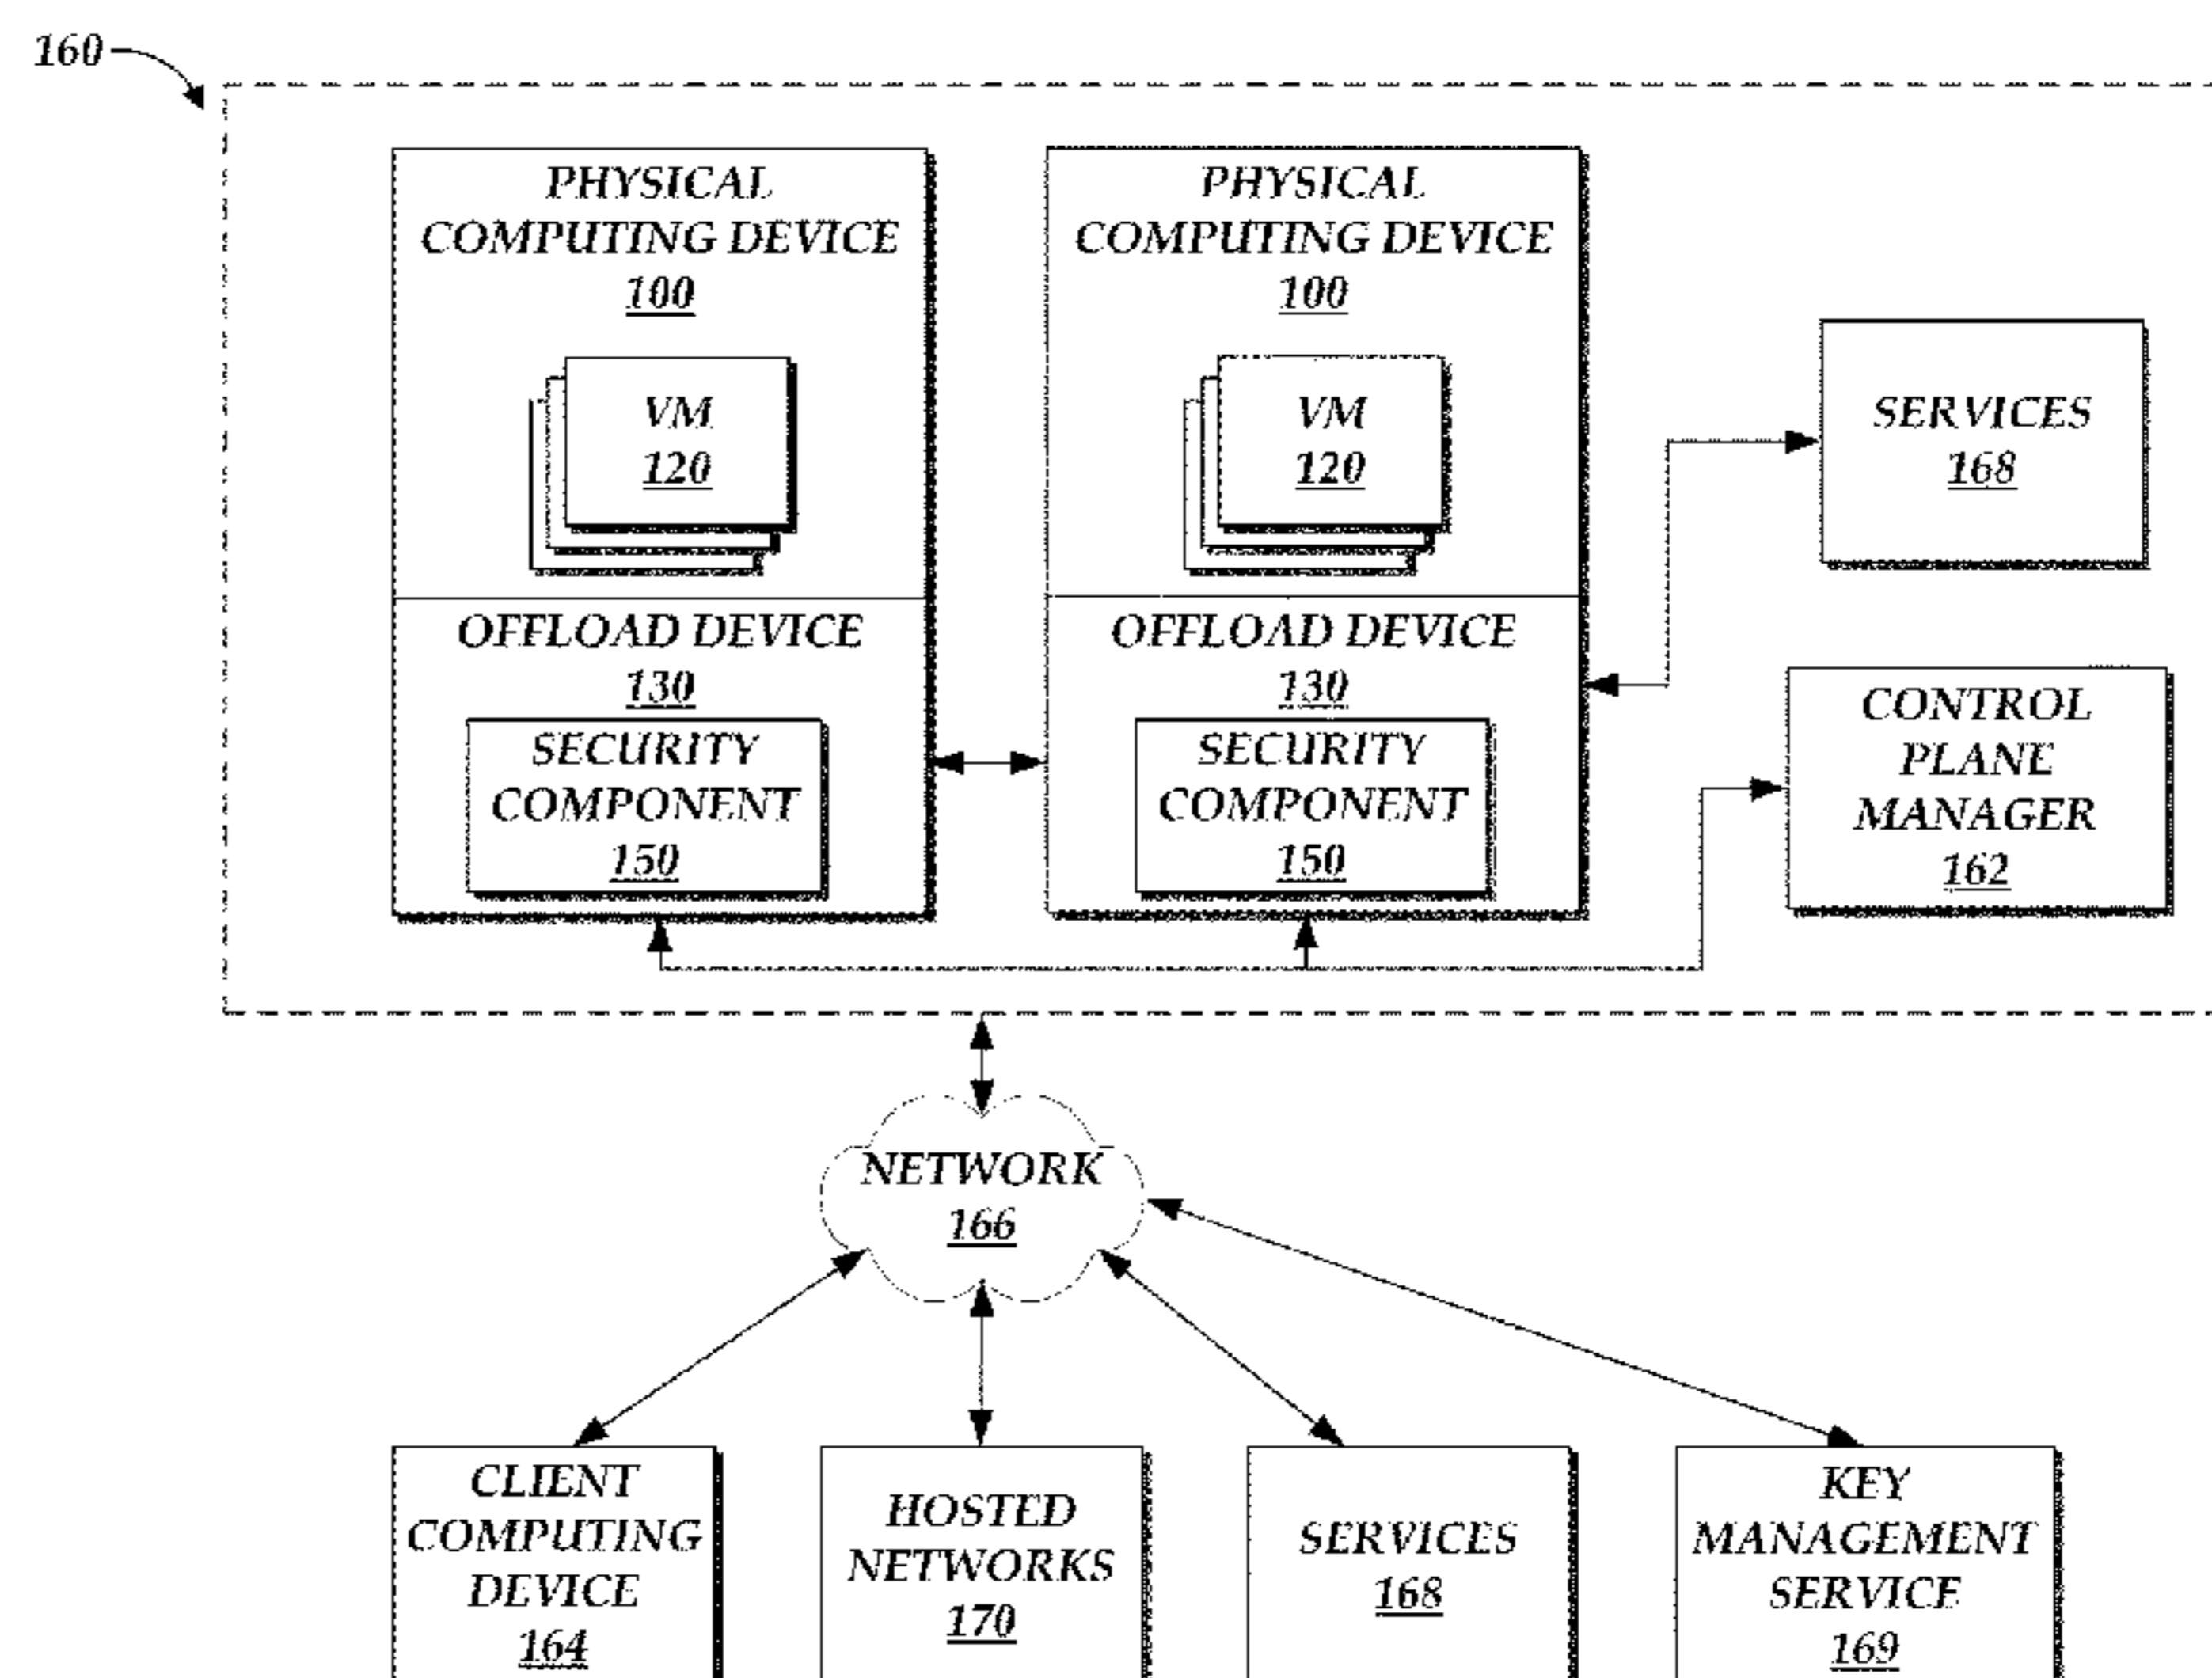 160
PHYSICAL
COMPUTING DEVICE
100
VM
120
OFFLOAD DEVICE
130
SECURITY
COMPONENT
150
PHYSICAL
COMPUTING DEVICE
100
VM
120
OFFLOAD DEVICE
130
SECURITY
COMPONENT
150
SERVICES
168
CONTROL
PLANE
MANAGER
162
NETWORK
166
CLIENT
COMPUTING
DEVICE
164
HOSTED
NETWORKS
170
SERVICES
168
KEY
MANAGEMENT
SERVICE
169